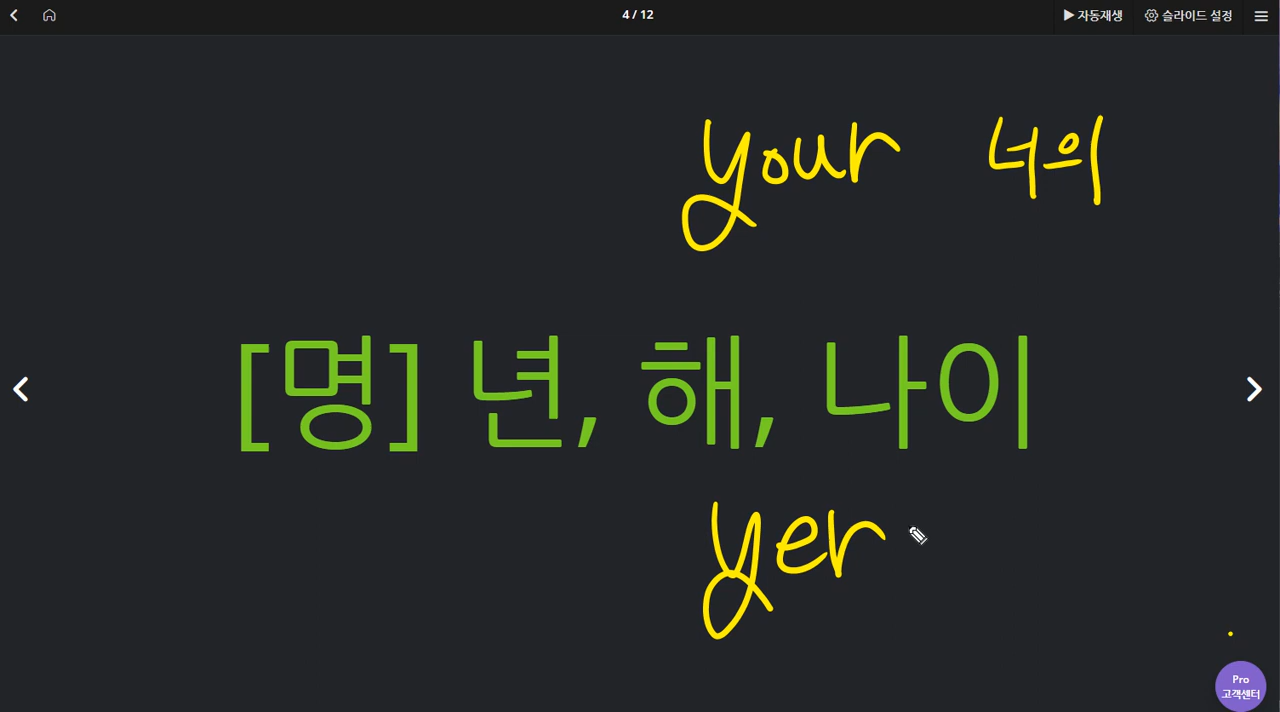 4 / 12 ▶ 자동재생 슬라이드 설정
your 너의
[명] 년, 해, 나이
yer
Pro
고객센터